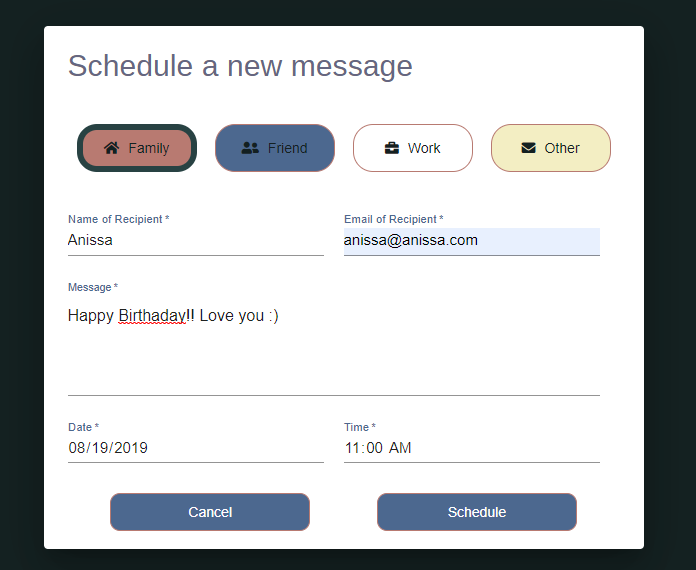 Schedule a new message
Family Friend Work Other
Name of Recipient * Email of Recipient *
Anissa anissa@anissa.com
Message *
Happy Birthaday!! Love you :)
Date * Time *
08/19/2019 11:00 AM
Cancel Schedule